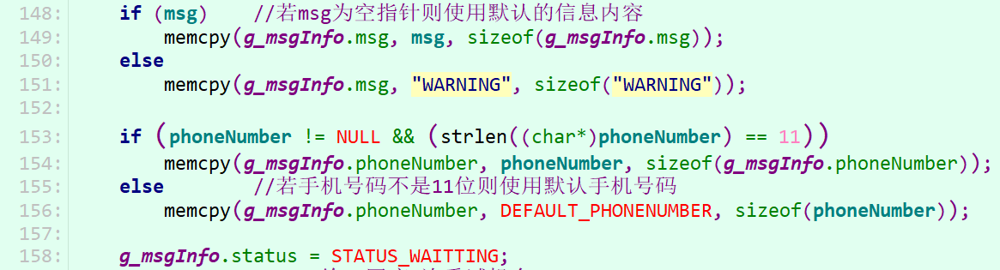 148: if (msg) //若msg为空指针则使用默认的信息内容
149: memcpy(g_msgInfo.msg, msg, sizeof(g_msgInfo.msg));
150: else
151: memcpy(g_msgInfo.msg, "WARNING", sizeof("WARNING"));
152:
153: if (phoneNumber != NULL && (strlen((char*)phoneNumber) == 11))
154: memcpy(g_msgInfo.phoneNumber, phoneNumber, sizeof(g_msgInfo.phoneNumber));
155: else //若手机号码不是11位则使用默认手机号码
156: memcpy(g_msgInfo.phoneNumber, DEFAULT_PHONENUMBER, sizeof(phoneNumber));
157:
158: g_msgInfo.status = STATUS_WAITTING;